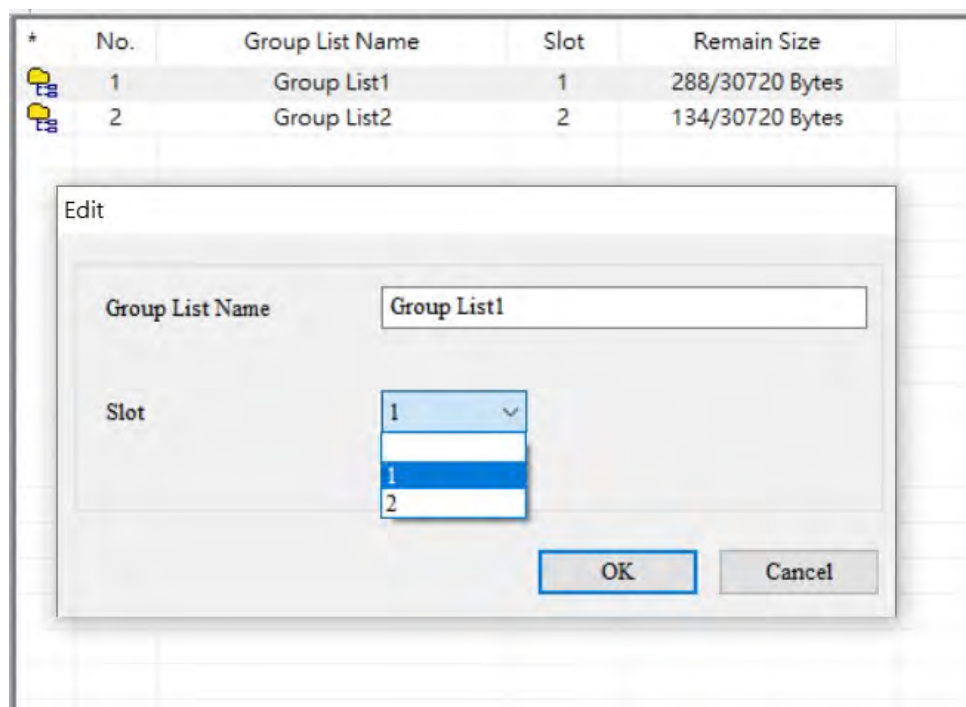 * No. Group List Name Slot Remain Size
1 Group List1 1 288/30720 Bytes
2 Group List2 2 134/30720 Bytes
Edit
Group List Name Group List1
Slot 1
1
2
OK Cancel